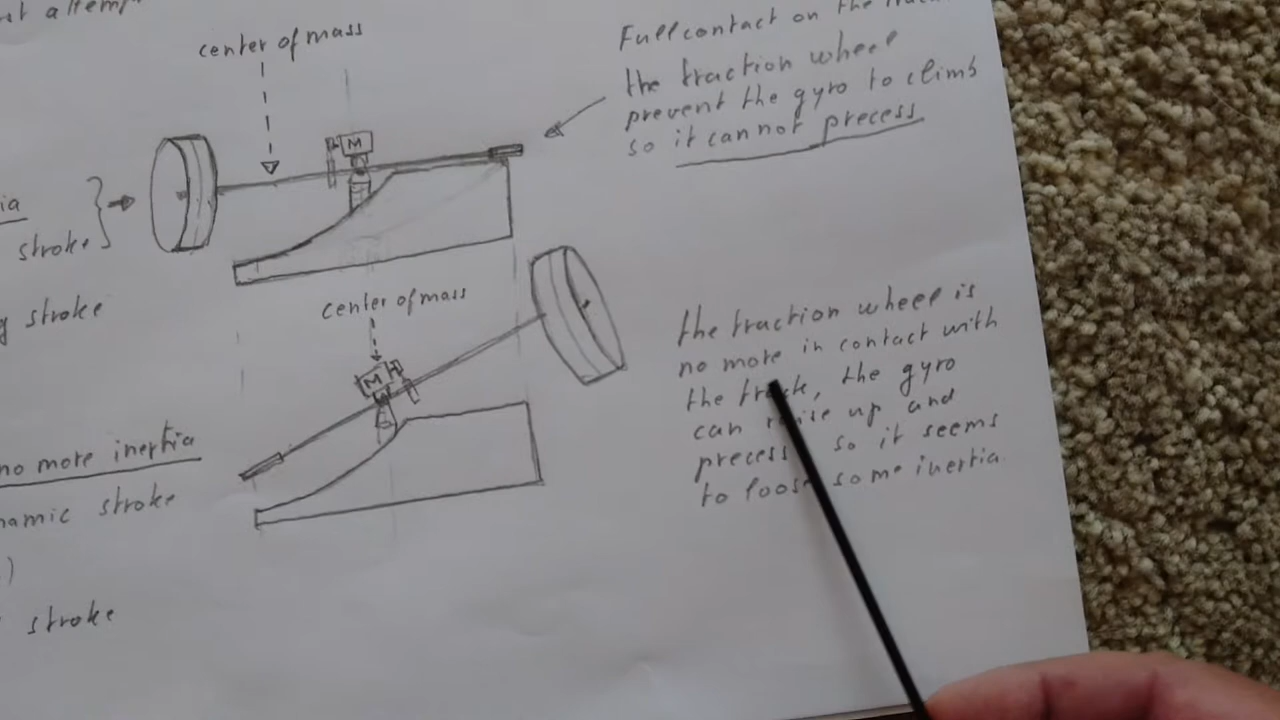 center of mass
Full contact on the
the traction wheel
prevent the gyro to climb
so it cannot precess
M
stroke
stroke
center of mass
M
the traction wheel is
no more in contact with
the track, the gyro
can raise up and
precess so it seems
to loose some inertia
no more inertia
stroke
stroke